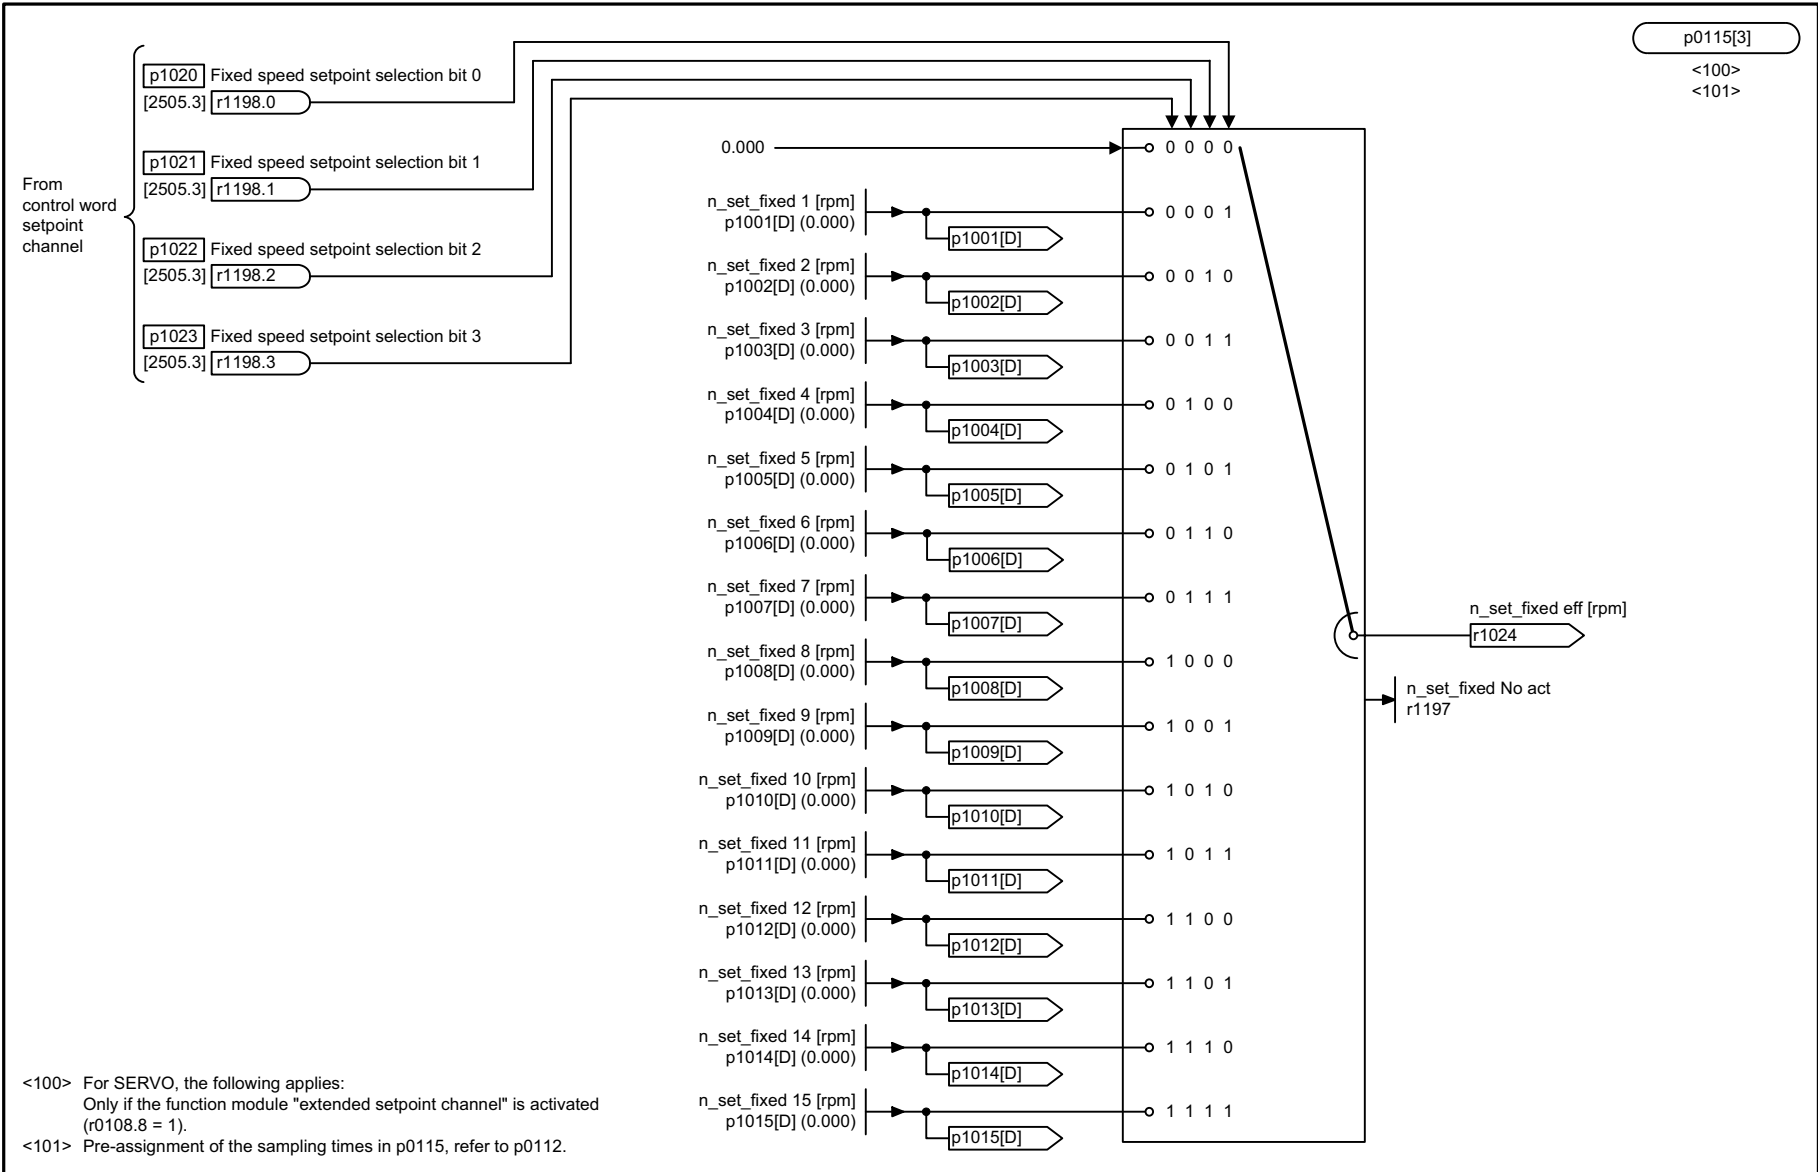 p0115[3]
<100>
<101>
From
control word
setpoint
channel
p1020 Fixed speed setpoint selection bit 0
[2505.3] r1198.0
p1021 Fixed speed setpoint selection bit 1
[2505.3] r1198.1
p1022 Fixed speed setpoint selection bit 2
[2505.3] r1198.2
p1023 Fixed speed setpoint selection bit 3
[2505.3] r1198.3
0.000 0 0 0 0
n_set_fixed 1 [rpm]
p1001[D] (0.000) 0 0 0 1
p1001[D]
n_set_fixed 2 [rpm]
p1002[D] (0.000) 0 0 1 0
p1002[D]
n_set_fixed 3 [rpm]
p1003[D] (0.000) 0 0 1 1
p1003[D]
n_set_fixed 4 [rpm]
p1004[D] (0.000) 0 1 0 0
p1004[D]
n_set_fixed 5 [rpm]
p1005[D] (0.000) 0 1 0 1
p1005[D]
n_set_fixed 6 [rpm]
p1006[D] (0.000) 0 1 1 0
p1006[D]
n_set_fixed 7 [rpm]
p1007[D] (0.000) 0 1 1 1
p1007[D]
n_set_fixed 8 [rpm]
p1008[D] (0.000) 1 0 0 0
p1008[D]
n_set_fixed 9 [rpm]
p1009[D] (0.000) 1 0 0 1
p1009[D]
n_set_fixed 10 [rpm]
p1010[D] (0.000) 1 0 1 0
p1010[D]
n_set_fixed 11 [rpm]
p1011[D] (0.000) 1 0 1 1
p1011[D]
n_set_fixed 12 [rpm]
p1012[D] (0.000) 1 1 0 0
p1012[D]
n_set_fixed 13 [rpm]
p1013[D] (0.000) 1 1 0 1
p1013[D]
n_set_fixed 14 [rpm]
p1014[D] (0.000) 1 1 1 0
p1014[D]
n_set_fixed 15 [rpm]
p1015[D] (0.000) 1 1 1 1
p1015[D]
n_set_fixed eff [rpm]
r1024
n_set_fixed No act
r1197
<100> For SERVO, the following applies:
Only if the function module "extended setpoint channel" is activated
(r0108.8 = 1).
<101> Pre-assignment of the sampling times in p0115, refer to p0112.